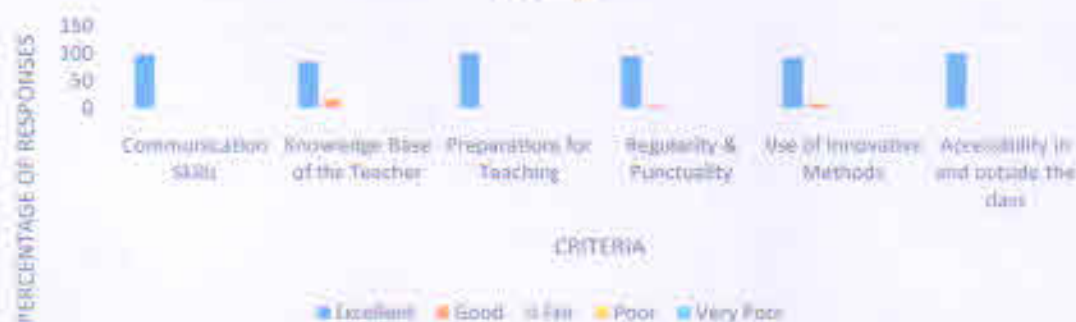 150
100
50
0
PERCENTAGE OF RESPONSES
Communication Skills
Knowledge Base of the Teacher
Preparations for Teaching
Regularity & Punctuality
Use of Innovative Methods
Accessibility in and outside the class
CRITERIA
Excellent Good Fair Poor Very Poor